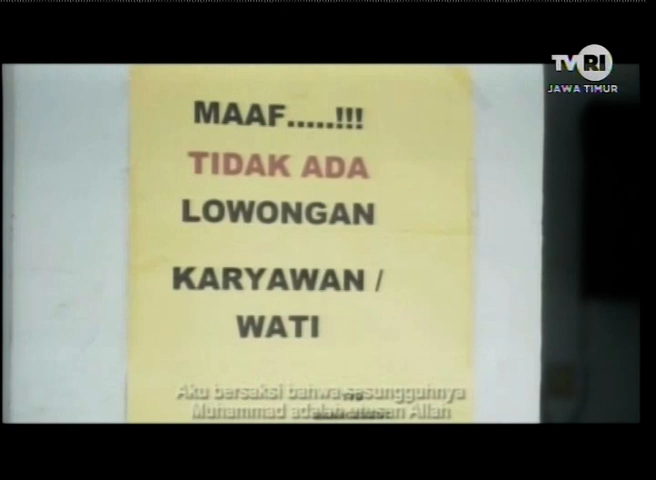 TVRI
JAWA TIMUR
MAAF.....!!!
TIDAK ADA
LOWONGAN
KARYAWAN /
WATI
Aku bersaksi bahwa sesungguhnya
Muhammad adalah utusan Allah